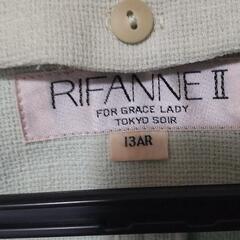 RIFANNE II
FOR GRACE LADY
TOKYO SOIR
13AR